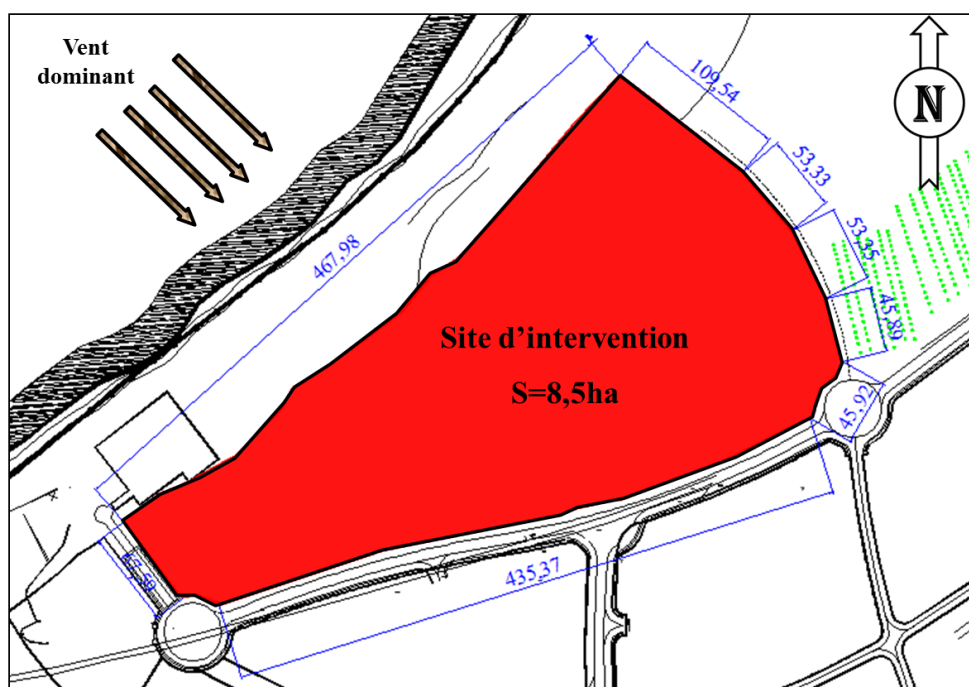 Vent
dominant
N
109,54
53,33
53,35
467,98
45,89
Site d’intervention
S=8,5ha
45,92
435,37